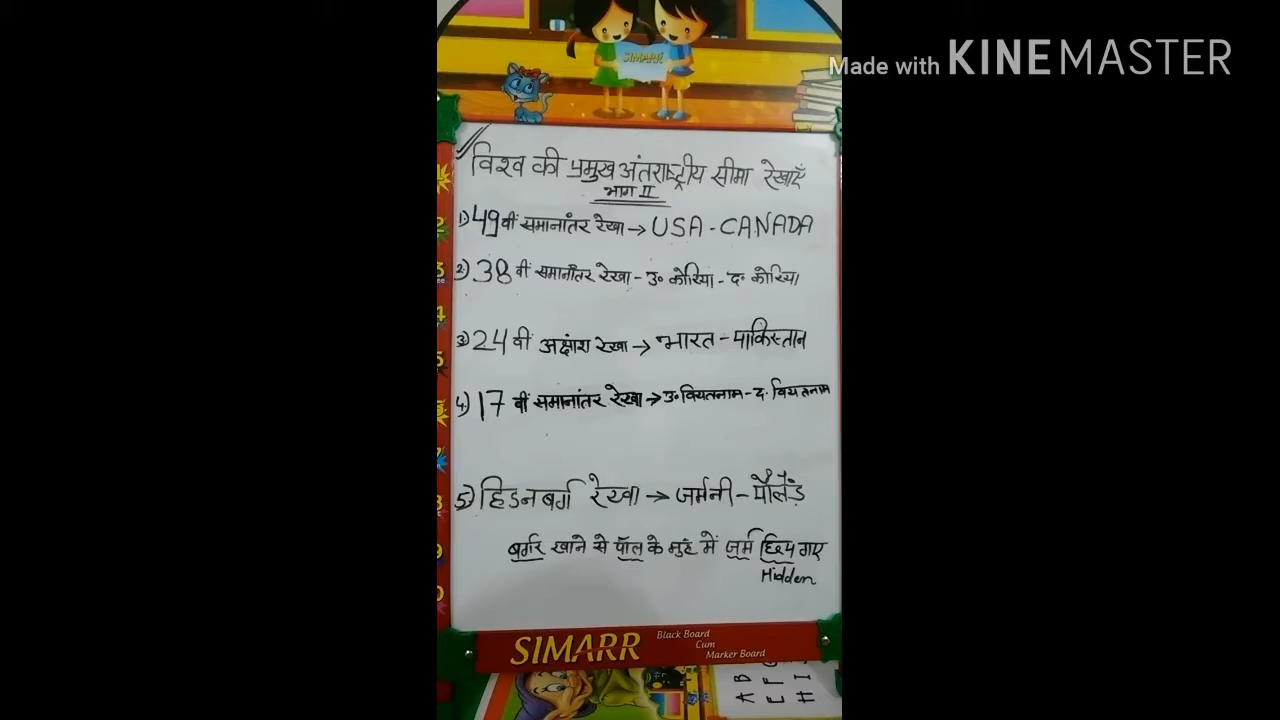 Made with KINEMASTER
SIMARR
विश्व की प्रमुख अंतराष्ट्रीय सीमा रेखाएँ
भाग II
1) 49 वीं समानांतर रेखा → USA - CANADA
2) 38 वीं समानांतर रेखा - उ॰ कोरिया - द॰ कोरिया
3) 24 वीं अक्षांश रेखा → भारत - पाकिस्तान
4) 17 वीं समानांतर रेखा → उ॰ वियतनाम - द॰ वियतनाम
5) हिडनबर्ग रेखा → जर्मनी - पौलेंड
बर्गर खाने से पॉल के मुहं में जर्म छिप गए
Hidden
SIMARR
Black Board
Cum
Marker Board
A B
E F G
H I